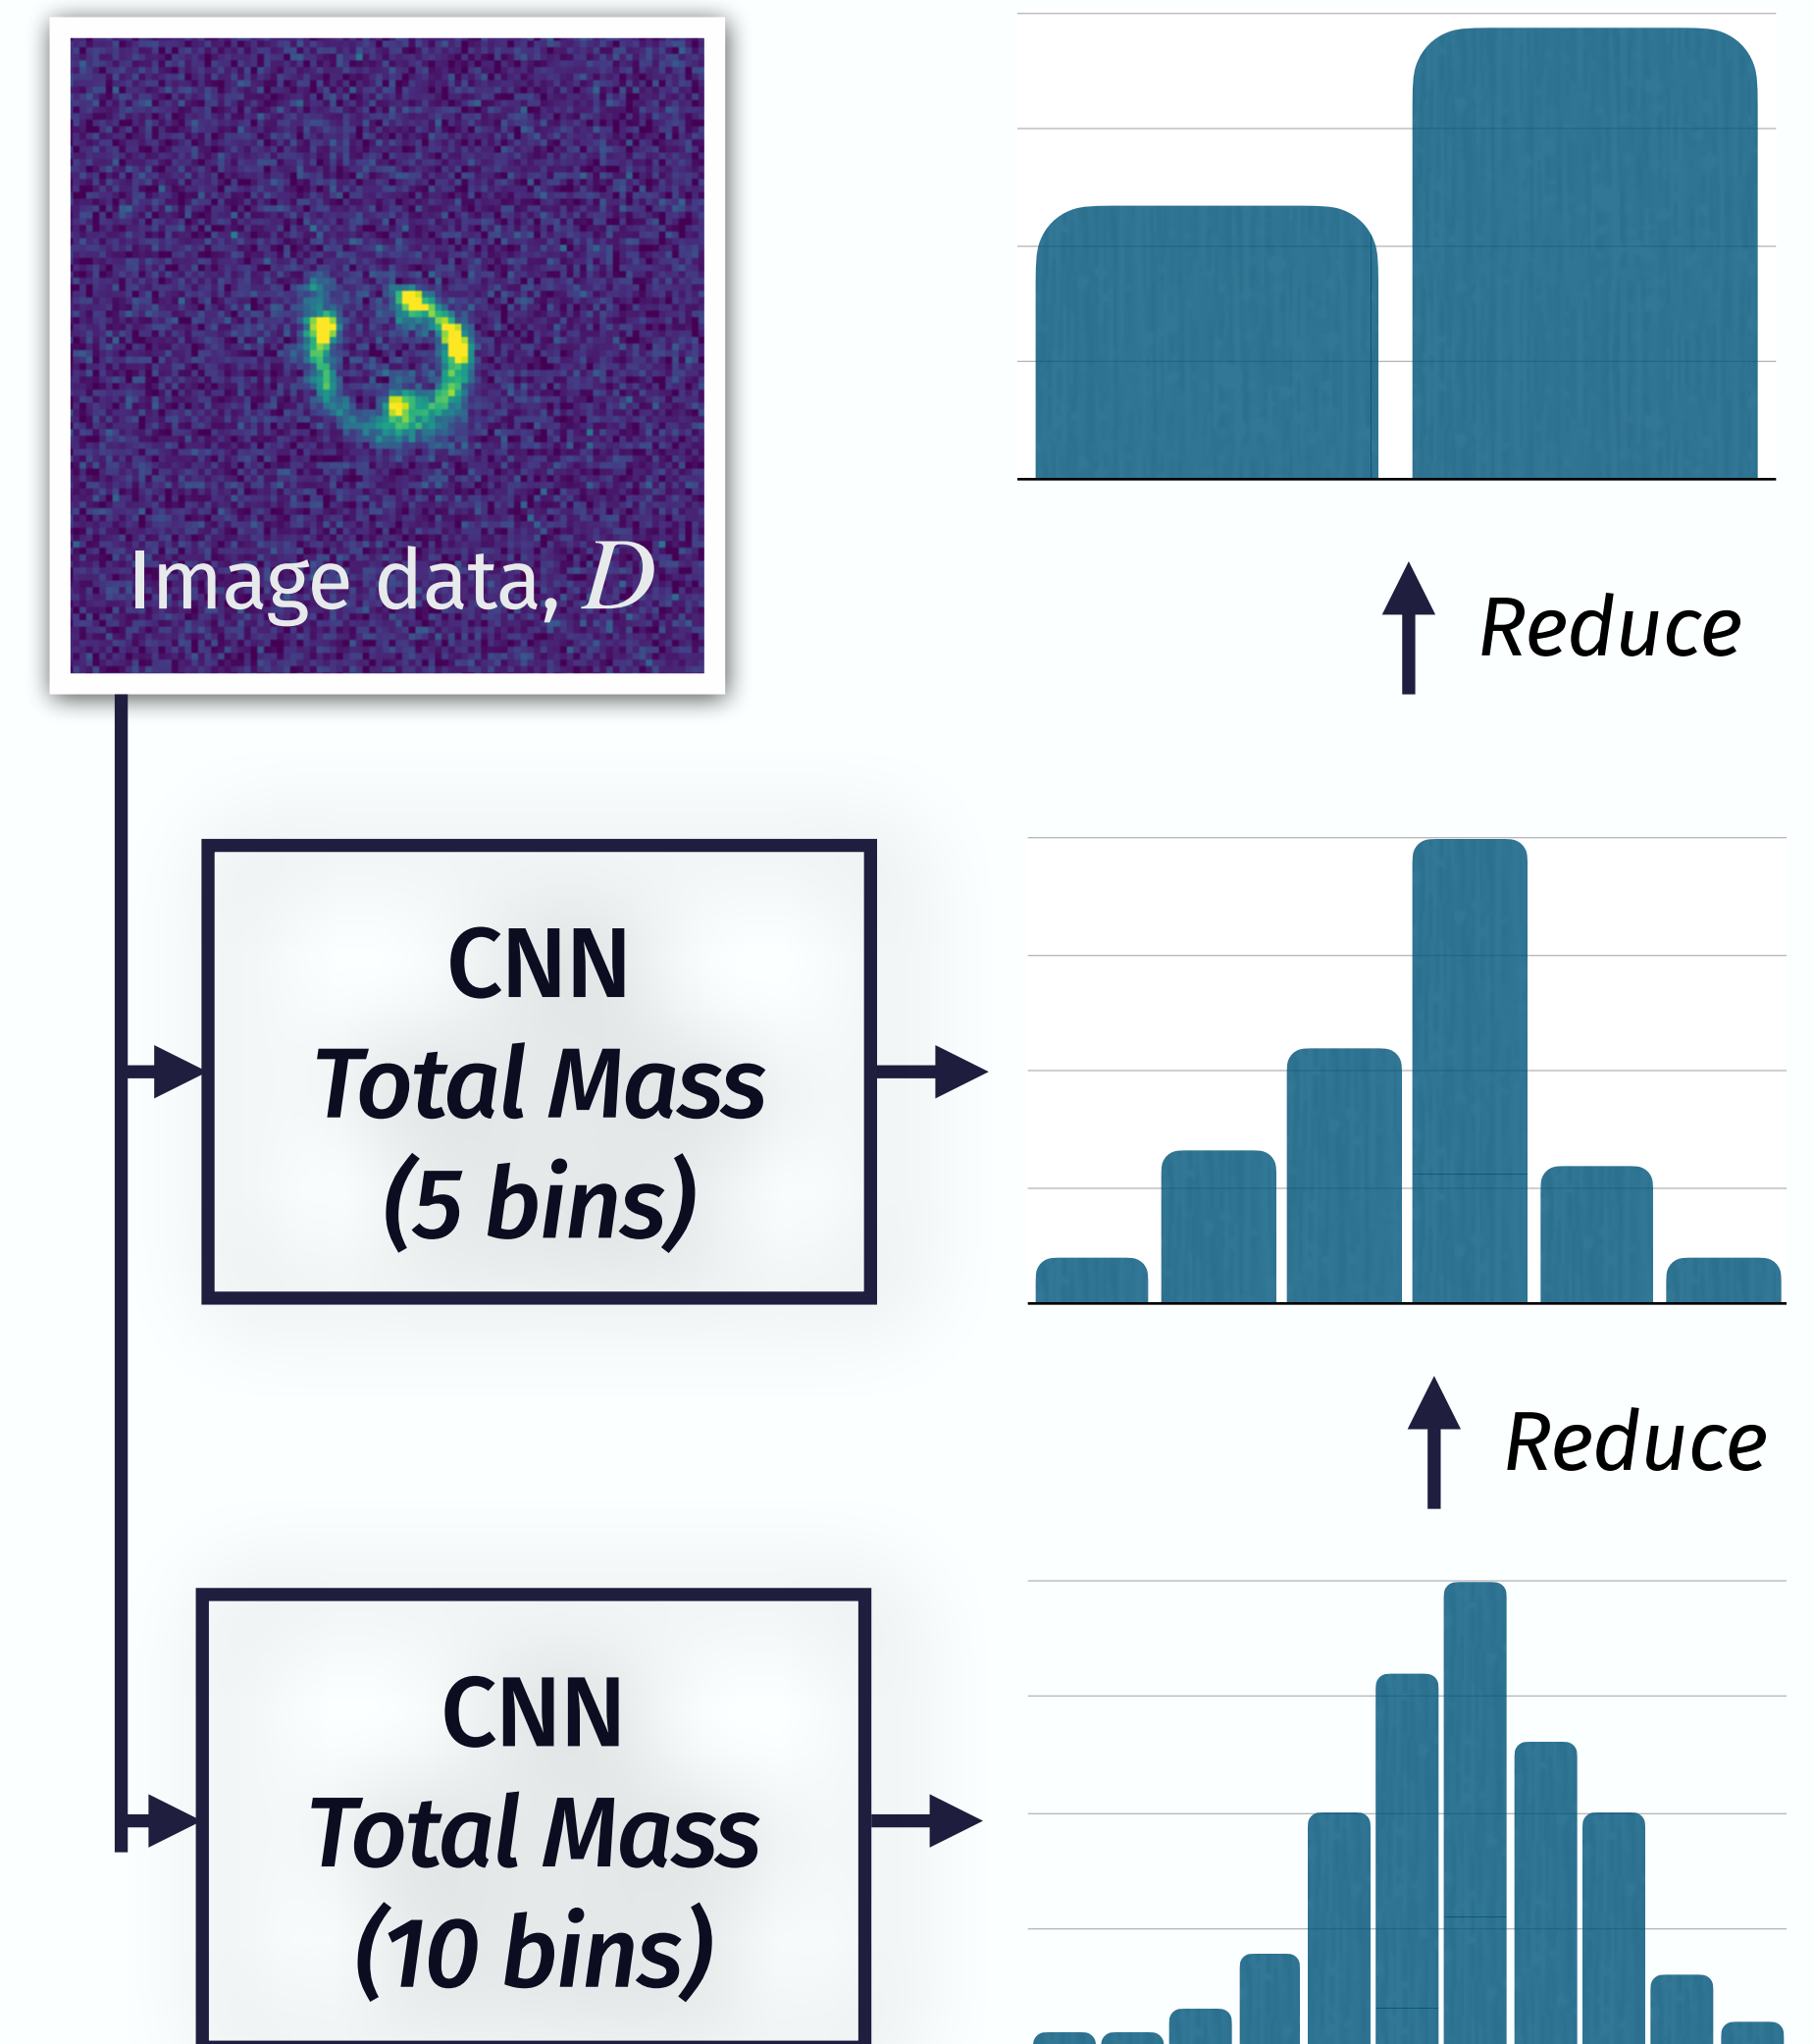 Image data, D
Reduce
CNN
Total Mass
(5 bins)
Reduce
CNN
Total Mass
(10 bins)